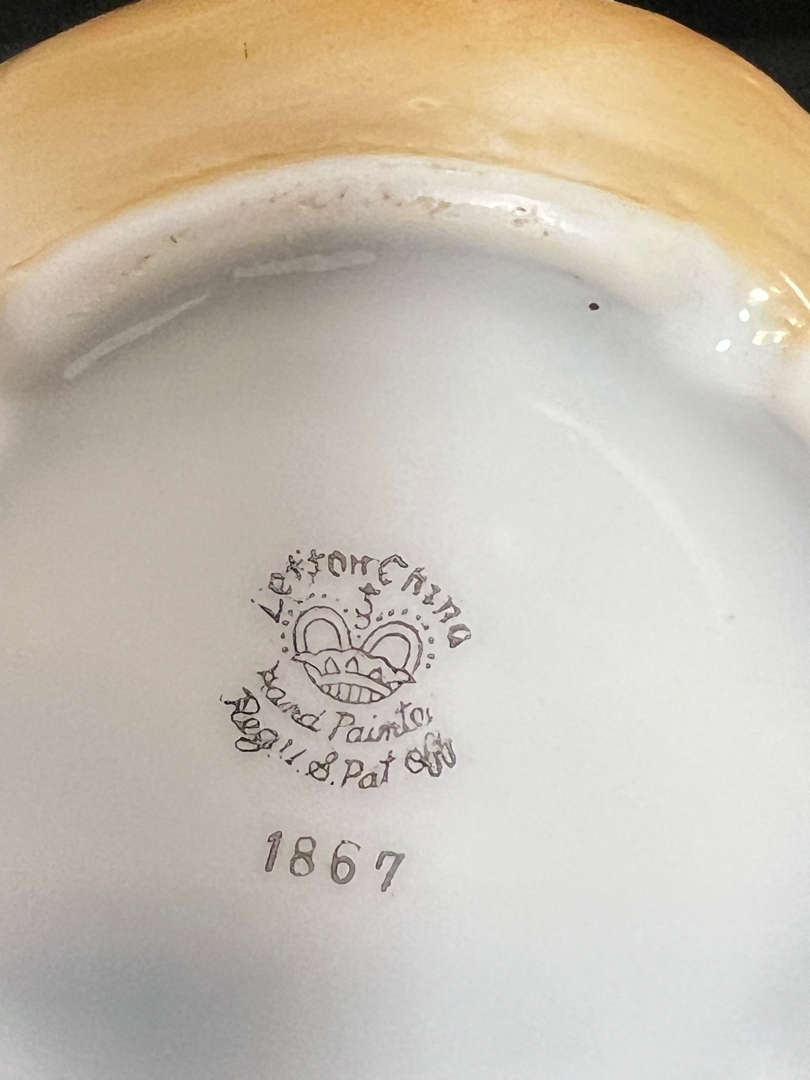 Lefton China
Hand Painted
Reg. U. S. Pat Off
1867